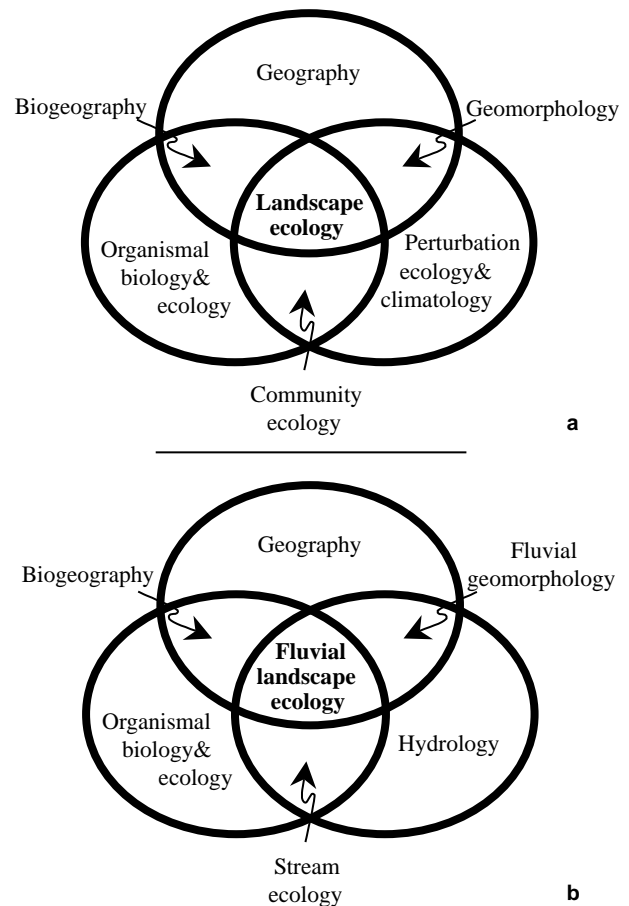 Geography
Biogeography
Geomorphology
Landscape
ecology
Organismal
biology&
ecology
Perturbation
ecology&
climatology
Community
ecology
a
Geography
Biogeography
Fluvial
geomorphology
Fluvial
landscape
ecology
Organismal
biology&
ecology
Hydrology
Stream
ecology
b